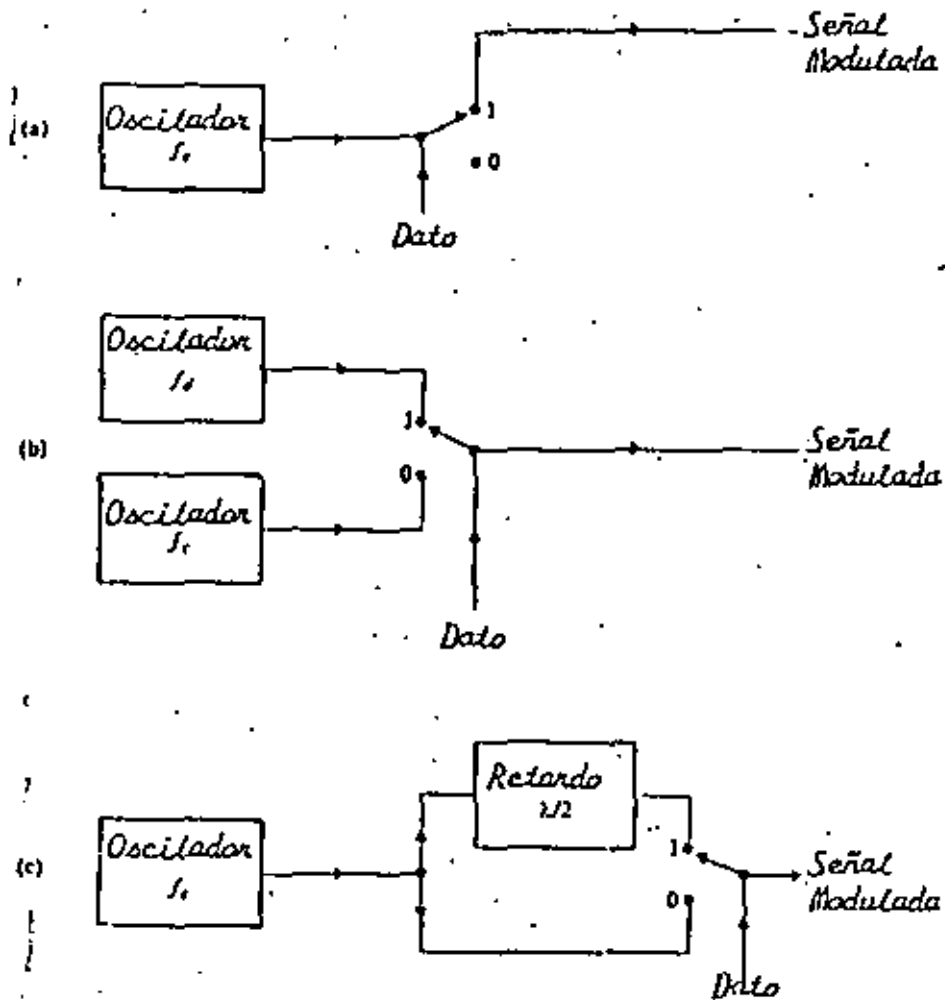 (a)
Oscilador
Señal
Modulada
1
0
Dato
(b)
Oscilador
Oscilador
1
0
Señal
Modulada
Dato
(c)
Oscilador
Retardo
λ/2
1
0
Señal
Modulada
Dato